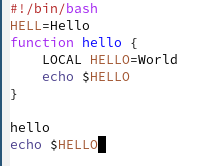 #!/bin/bash
HELL=Hello
function hello {
    LOCAL HELLO=World
    echo $HELLO
}

hello
echo $HELLO